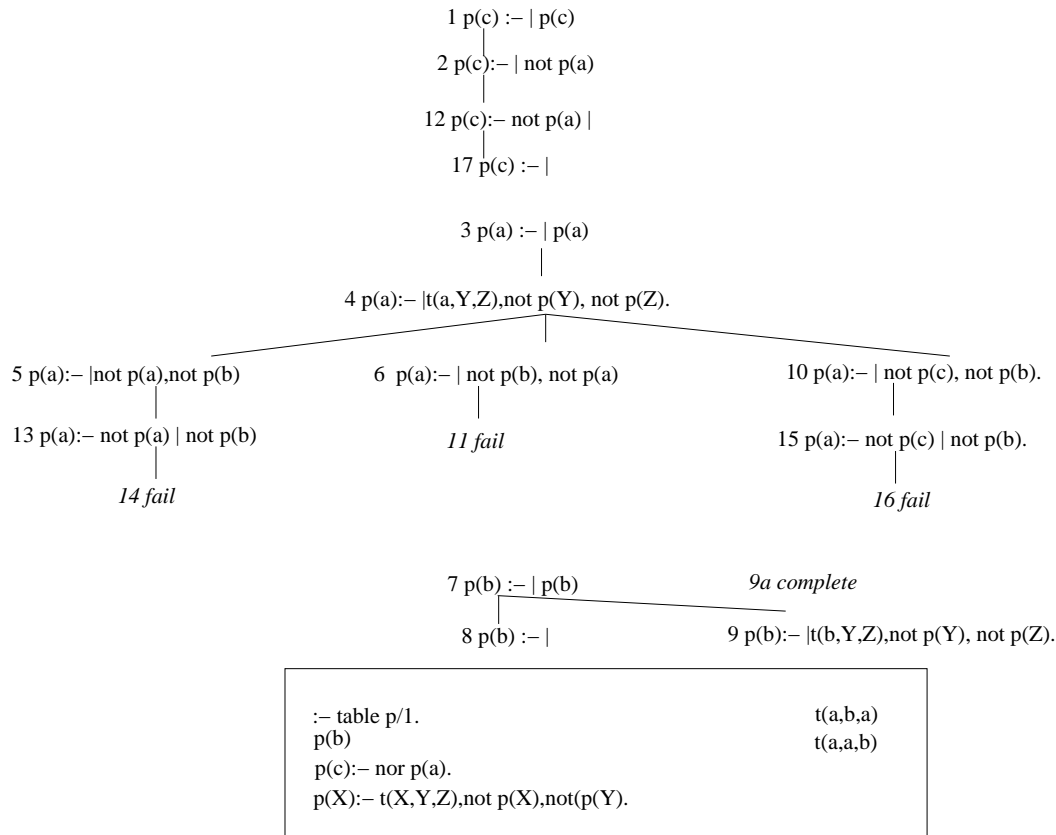 1 p(c) :– | p(c)
2 p(c):– | not p(a)
12 p(c):– not p(a) |
17 p(c) :– |
3 p(a) :– | p(a)
4 p(a):– |t(a,Y,Z),not p(Y), not p(Z).
5 p(a):– |not p(a),not p(b)
6 p(a):– | not p(b), not p(a)
10 p(a):– | not p(c), not p(b).
13 p(a):– not p(a) | not p(b)
11 fail
15 p(a):– not p(c) | not p(b).
14 fail
16 fail
7 p(b) :– | p(b)
9a complete
8 p(b) :– |
9 p(b):– |t(b,Y,Z),not p(Y), not p(Z).
:– table p/1.
t(a,b,a)
p(b)
t(a,a,b)
p(c):– nor p(a).
p(X):– t(X,Y,Z),not p(X),not(p(Y).